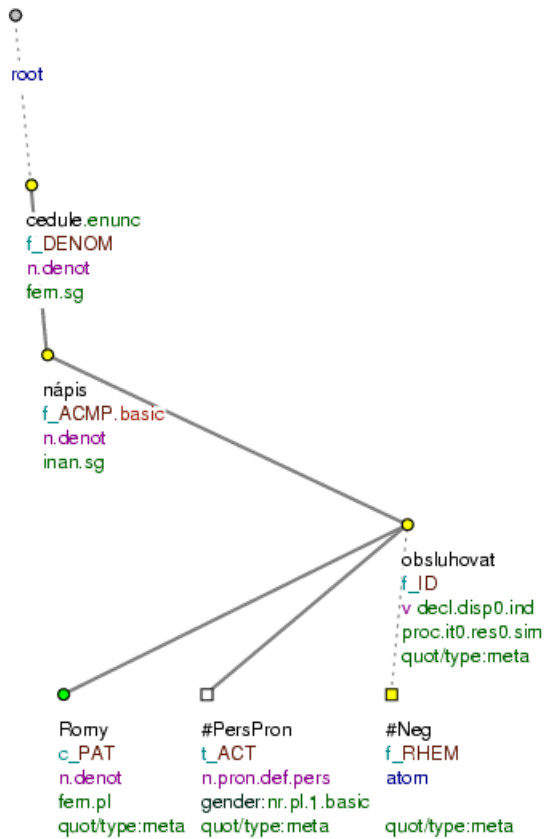 root
cedule.enunc
f_DENOM
n.denot
fem.sg
nápis
f_ACMP.basic
n.denot
inan.sg
obsluhovat
f_ID
v decl.disp0.ind
proc.it0.res0.sim
quot/type:meta
Romy
c_PAT
n.denot
fem.pl
quot/type:meta
#PersPron
t_ACT
n.pron.def.pers
gender:nr.pl.1.basic
quot/type:meta
#Neg
f_RHEM
atom
quot/type:meta